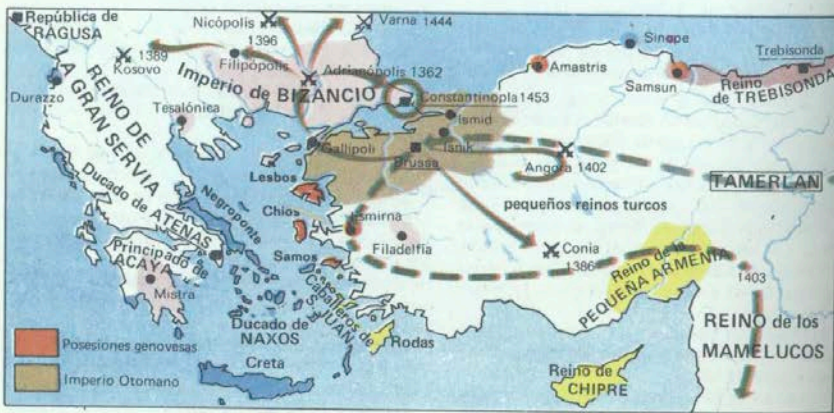 República de
RAGUSA
Nicópolis
1396
Varna 1444
1389
Kosovo
Filipópolis
Adrianópolis 1362
Imperio de BIZANCIO
Constantinopla 1453
Durazzo
REINO DE
LA GRAN SERVIA
Tesalónica
Gallipoli
Ismid
Isnik
Brussa
Amastris
Sinope
Samsun
Trebisonda
Reino
de TREBISONDA
Angora 1402
TAMERLAN
pequeños reinos turcos
Lesbos
Chios
Esmirna
Filadelfía
Samos
Ducado de
ATENAS
Negroponte
Principado de
ACAYA
Mistra
Ducado de
NAXOS
Caballeros de
S. JUAN
Rodas
Creta
Conia
1386
Reino de la
PEQUEÑA ARMENIA
1403
REINO de los
MAMELUCOS
Reino de
CHIPRE
Posesiones genovesas
Imperio Otomano